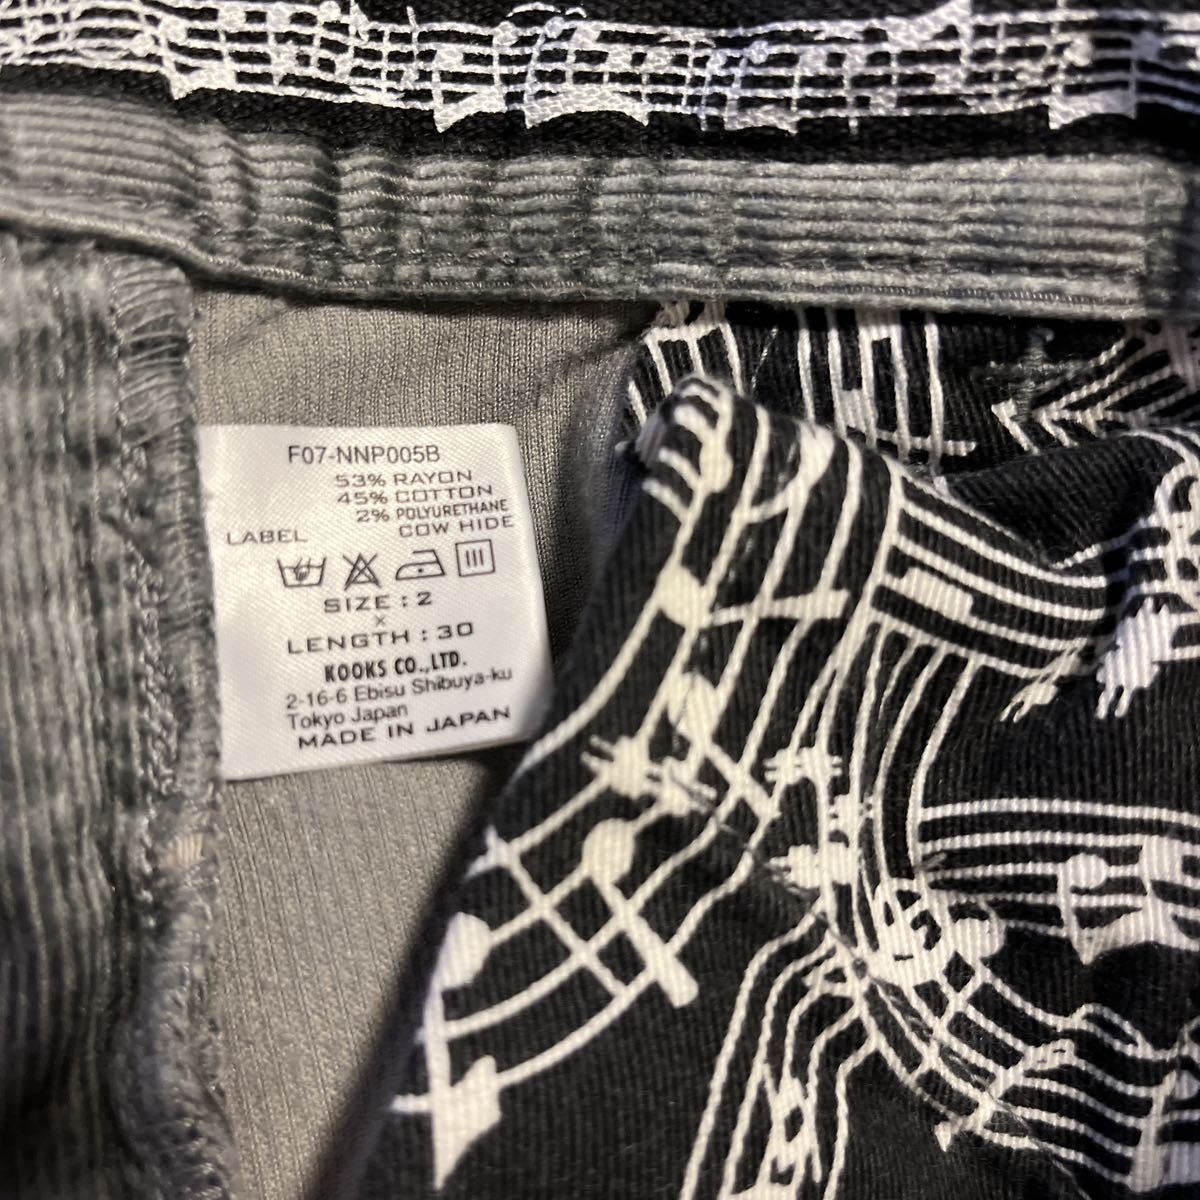 F07-NNP005B
53% RAYON
45% COTTON
2% POLYURETHANE
LABEL COW HIDE
SIZE : 2
×
LENGTH : 30
KOOKS CO.,LTD.
2-16-6 Ebisu Shibuya-ku
Tokyo Japan
MADE IN JAPAN